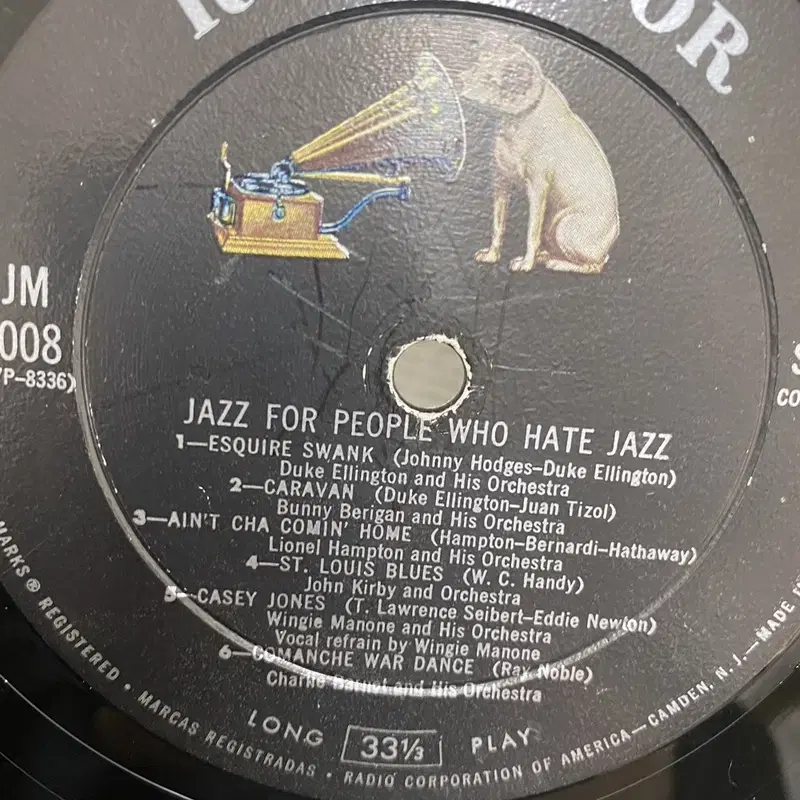 JM
008
P-8336)
CO
JAZZ FOR PEOPLE WHO HATE JAZZ
1—ESQUIRE SWANK (Johnny Hodges–Duke Ellington)
Duke Ellington and His Orchestra
2—CARAVAN (Duke Ellington–Juan Tizol)
Bunny Berigan and His Orchestra
3—AIN'T CHA COMIN' HOME (Hampton–Bernardi–Hathaway)
Lionel Hampton and His Orchestra
4—ST. LOUIS BLUES (W. C. Handy)
John Kirby and Orchestra
5—CASEY JONES (T. Lawrence Seibert–Eddie Newton)
Wingie Manone and His Orchestra
Vocal refrain by Wingie Manone
6—COMANCHE WAR DANCE (Ray Noble)
Charlie Barnet and His Orchestra
LONG 33⅓ PLAY
MARKS ® REGISTERED • MARCAS REGISTRADAS • RADIO CORPORATION OF AMERICA—CAMDEN, N. J.—MADE